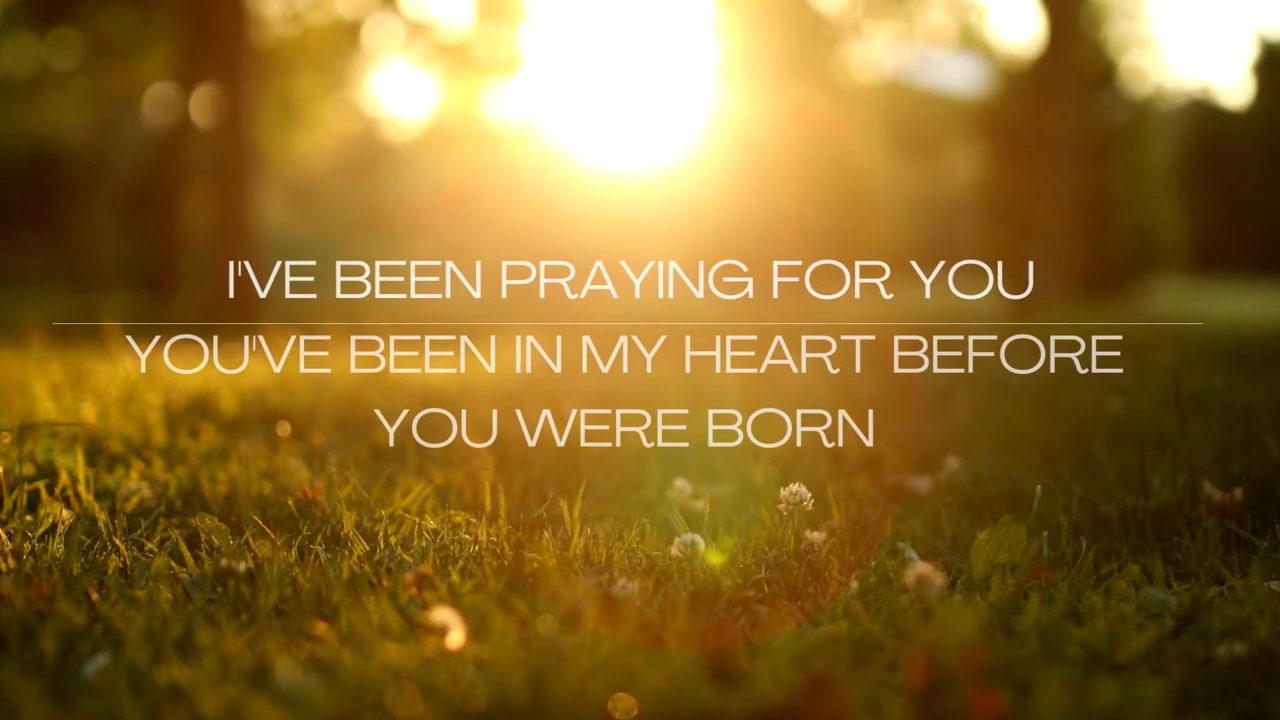 I'VE BEEN PRAYING FOR YOU
YOU'VE BEEN IN MY HEART BEFORE
YOU WERE BORN